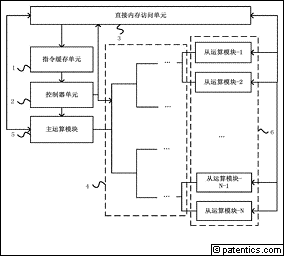 直接内存访问单元
指令缓存单元
1
3
控制器单元
2
主运算模块
5
...
...
...
...
4
从运算模块-1
从运算模块-2
...
6
从运算模块-
N-1
从运算模块-N
© patentics.com